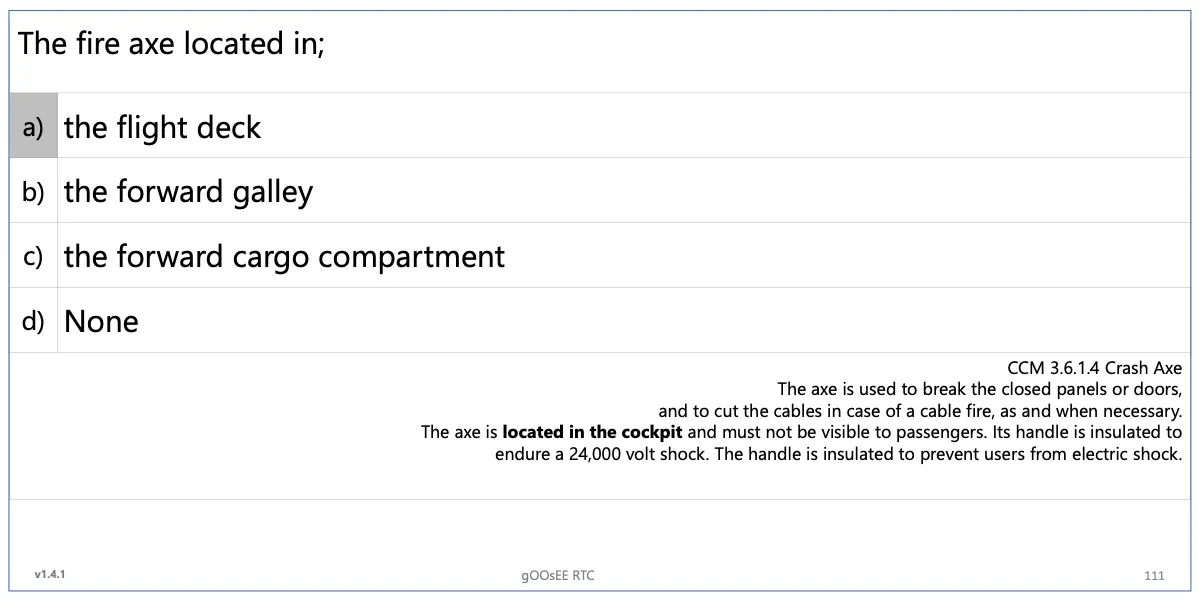 The fire axe located in;
a) the flight deck
b) the forward galley
c) the forward cargo compartment
d) None
CCM 3.6.1.4 Crash Axe
The axe is used to break the closed panels or doors,
and to cut the cables in case of a cable fire, as and when necessary.
The axe is located in the cockpit and must not be visible to passengers. Its handle is insulated to
endure a 24,000 volt shock. The handle is insulated to prevent users from electric shock.
v1.4.1 gOOsEE RTC 111